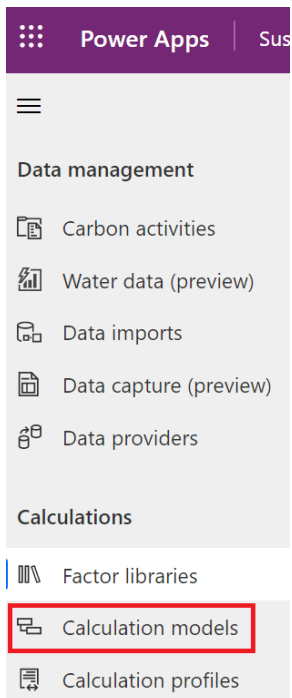 Power Apps
Sus
Data management
Carbon activities
Water data (preview)
Data imports
Data capture (preview)
Data providers
Calculations
Factor libraries
Calculation models
Calculation profiles